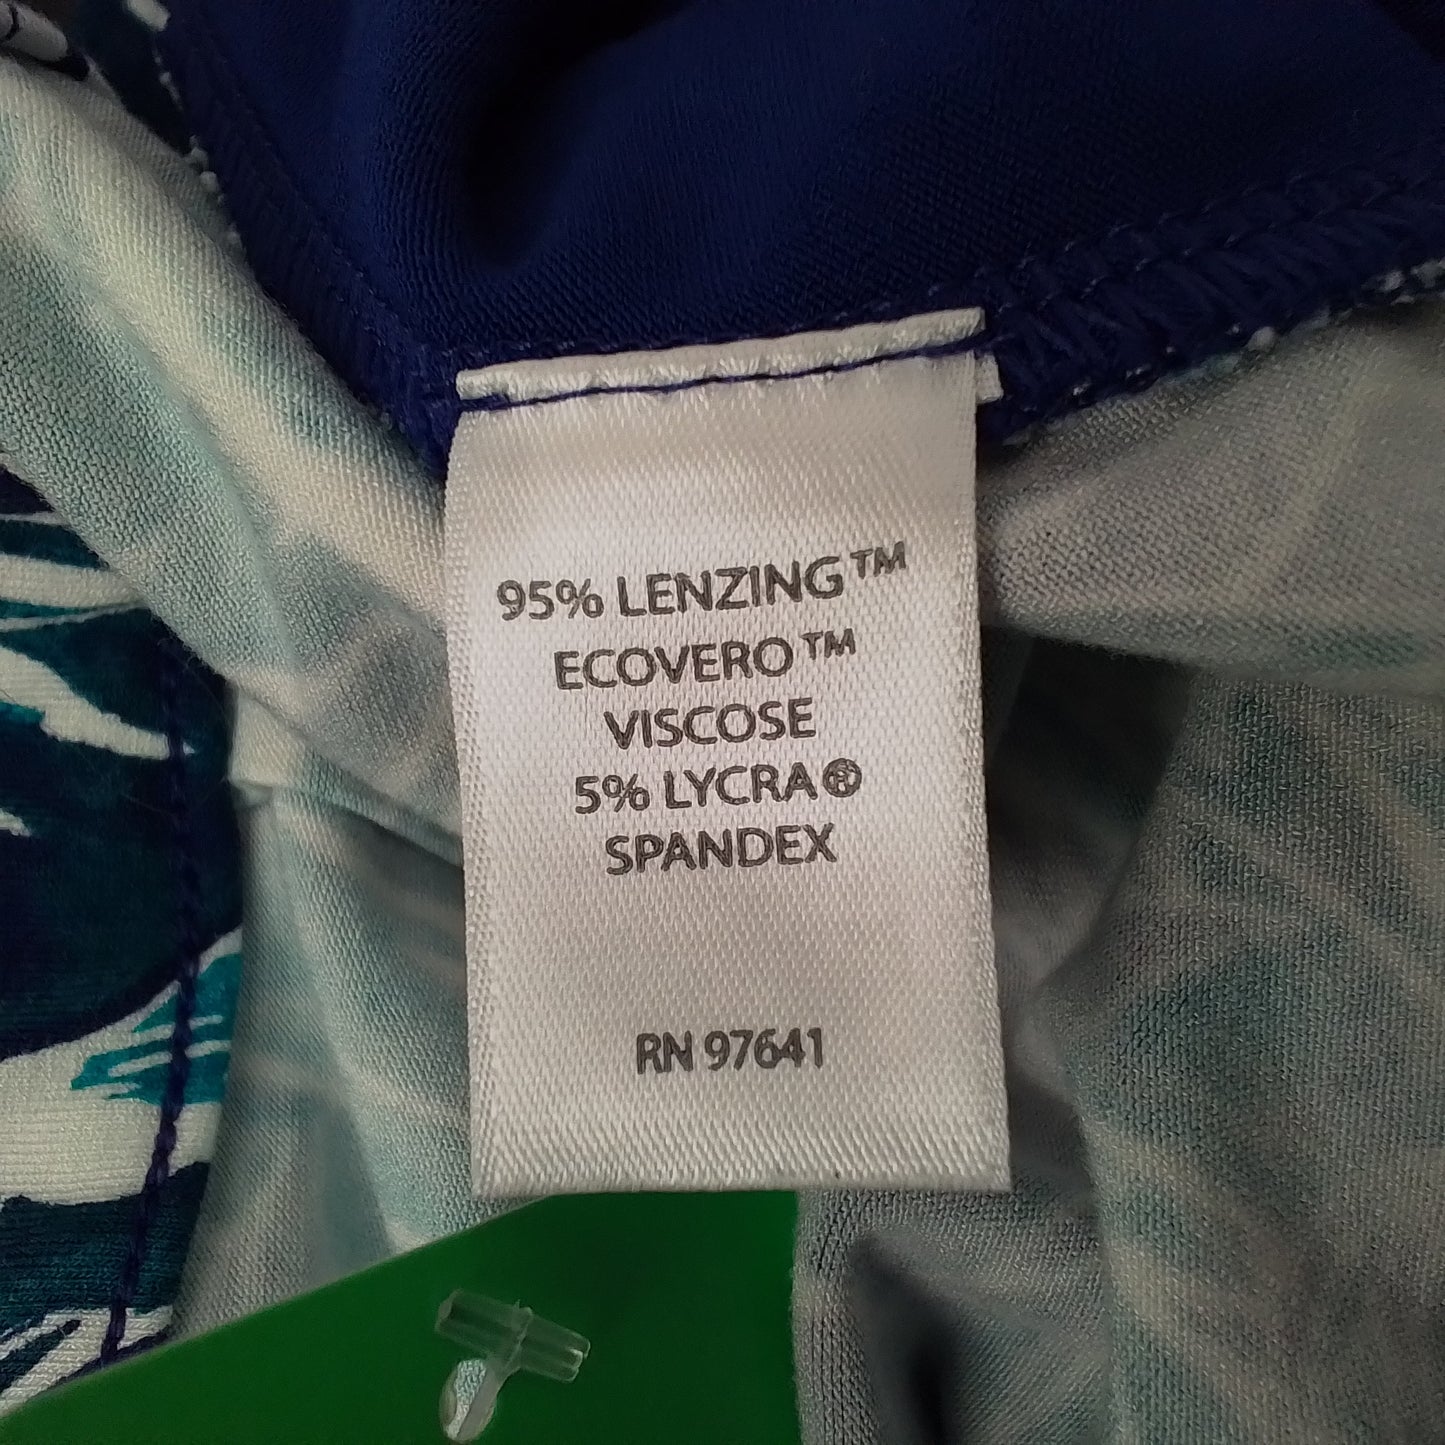 95% LENZING™
ECOVERO™
VISCOSE
5% LYCRA®
SPANDEX
RN 97641